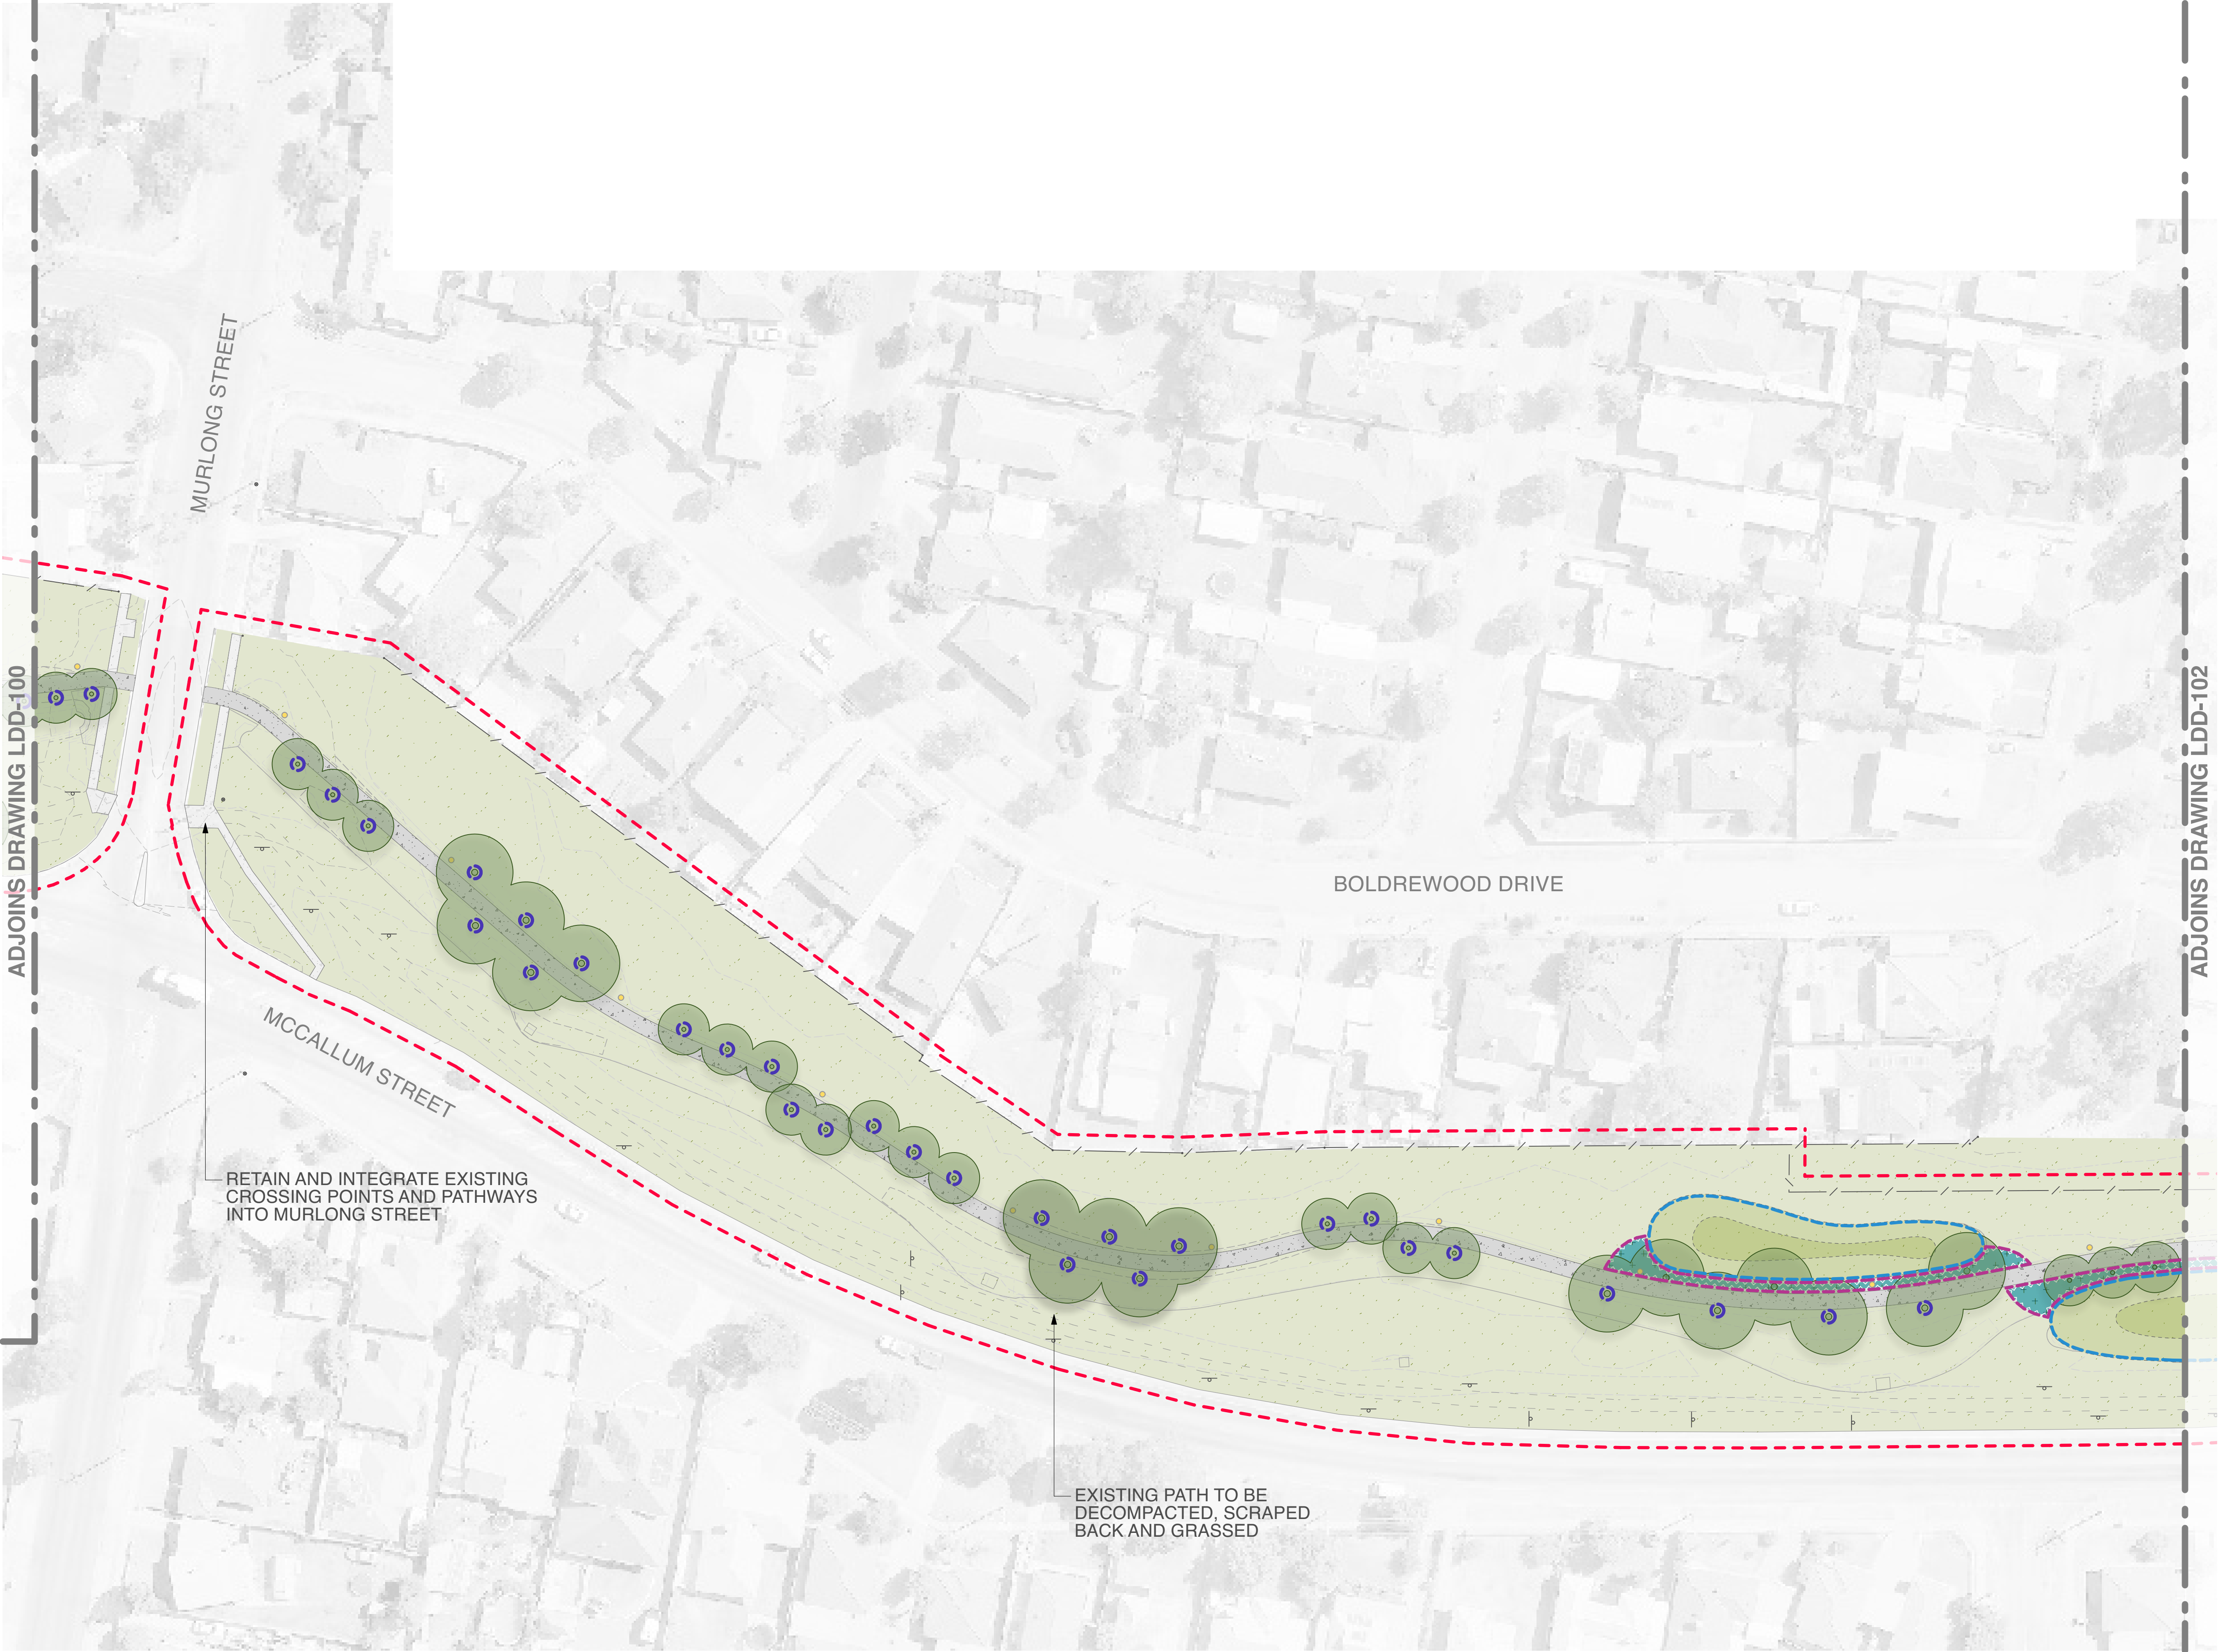 MURLONG STREET
ADJOINS DRAWING LDD-100
ADJOINS DRAWING LDD-102
BOLDREWOOD DRIVE
MCCALLUM STREET
RETAIN AND INTEGRATE EXISTING
CROSSING POINTS AND PATHWAYS
INTO MURLONG STREET
EXISTING PATH TO BE
DECOMPACTED, SCRAPED
BACK AND GRASSED